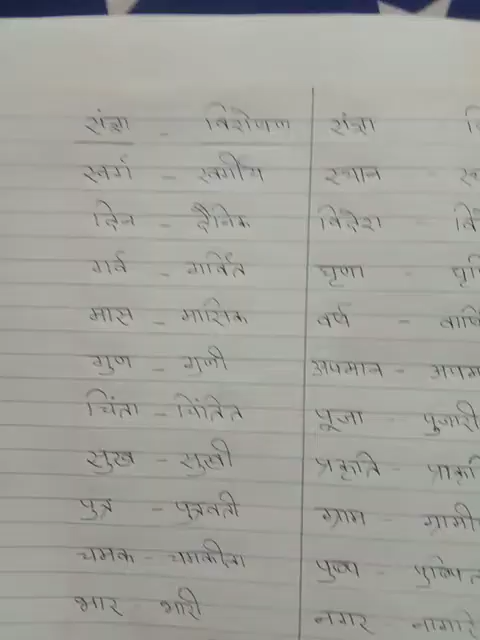 संज्ञा - विशेषण संज्ञा
स्वर्ग - स्वर्गीय स्थान -
दिन - दैनिक विदेश -
गर्व - गर्वित घृणा -
मास - मासिक वर्ष -
गुण - गुणी अपमान -
चिंता - चिंतित पूजा - पुजारी
सुख - सुखी प्रकृति -
पुत्र - पुत्रवती ग्राम -
चमक - चमकीला पुष्प -
भार भारी नगर